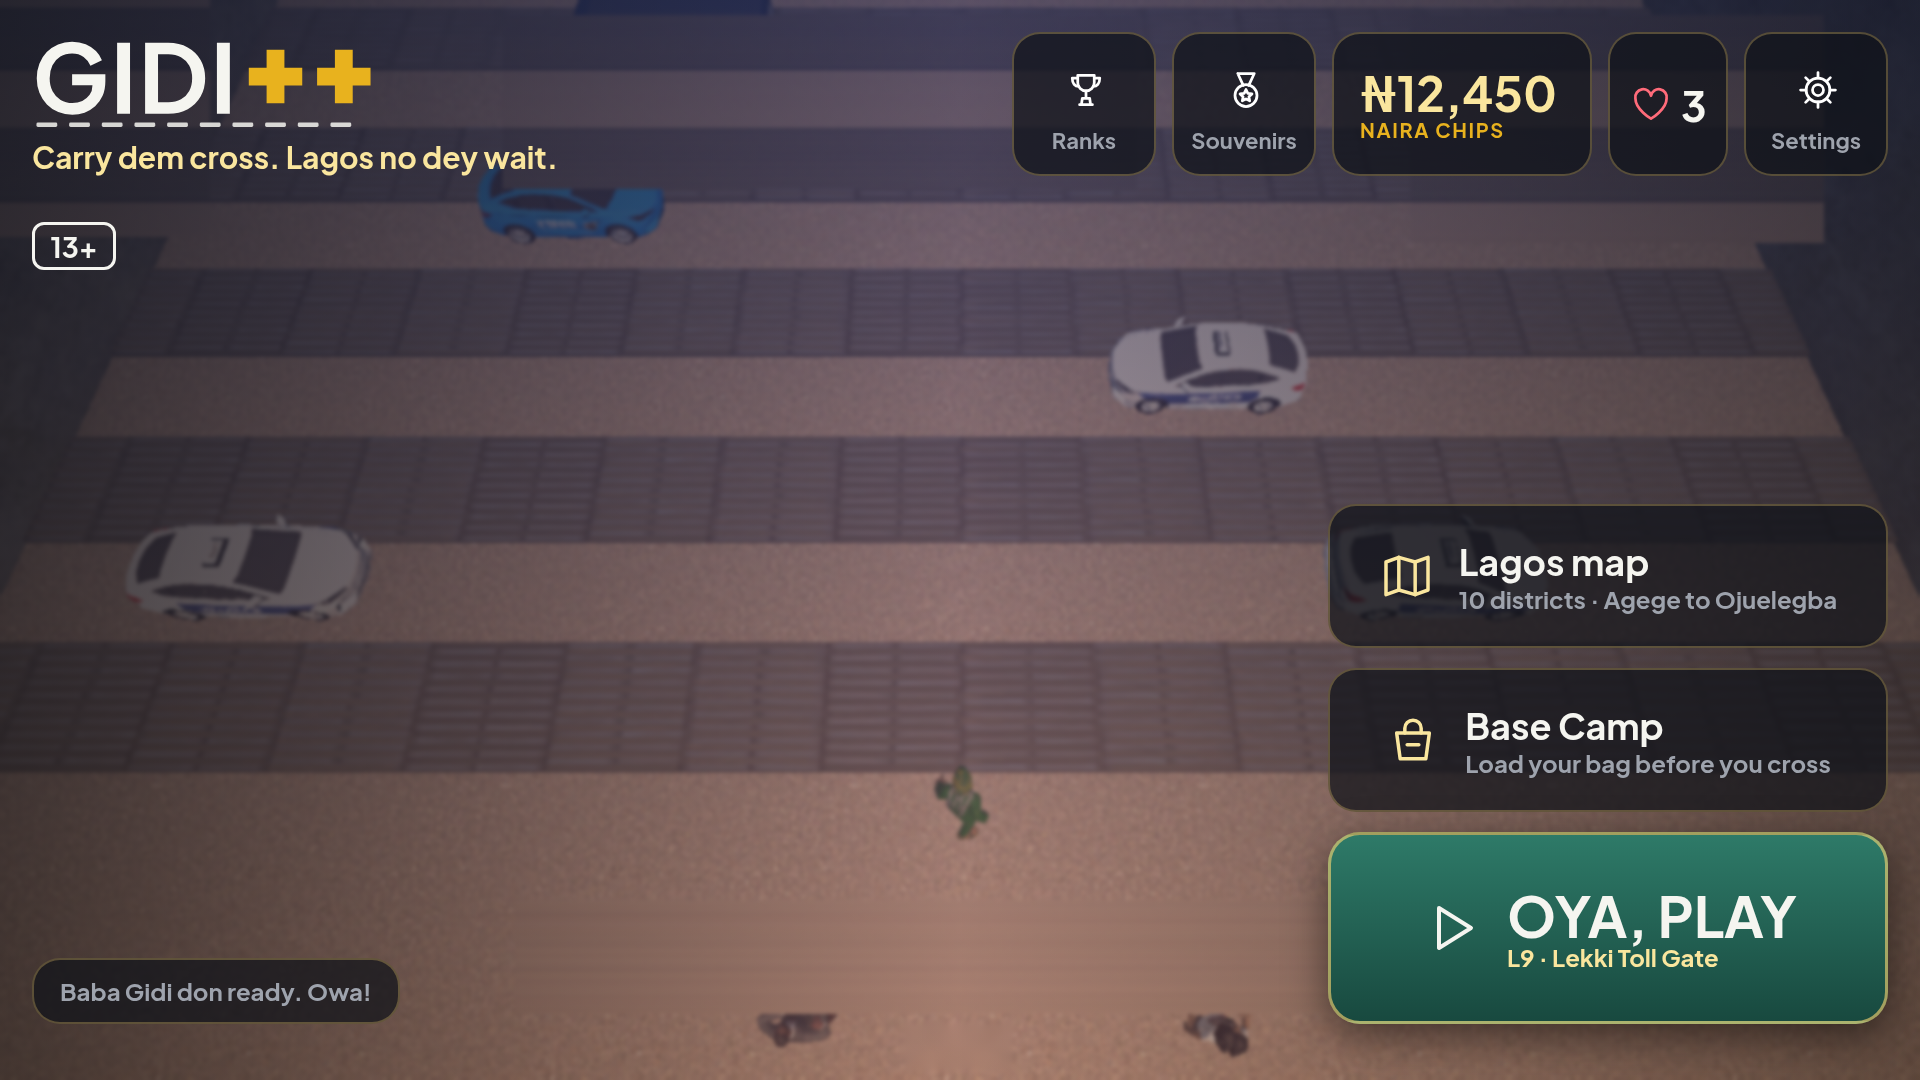 GIDI++
Carry dem cross. Lagos no dey wait.
13+
Ranks
Souvenirs
₦12,450
NAIRA CHIPS
3
Settings
Lagos map
10 districts · Agege to Ojuelegba
Base Camp
Load your bag before you cross
OYA, PLAY
L9 · Lekki Toll Gate
Baba Gidi don ready. Owa!